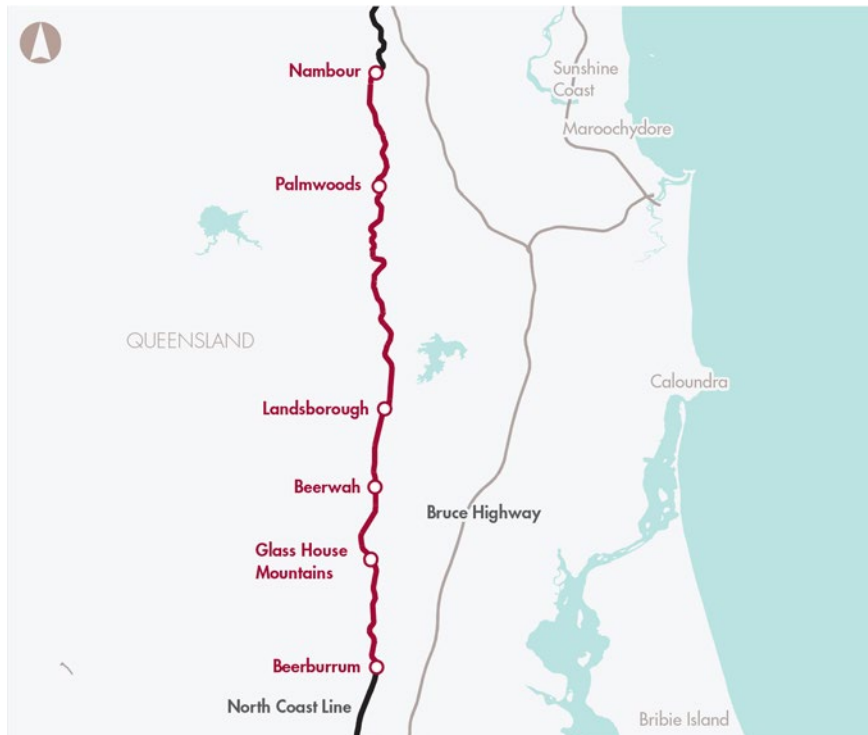 Nambour
Sunshine
Coast
Maroochydore
Palmwoods
QUEENSLAND
Caloundra
Landsborough
Beerwah
Bruce Highway
Glass House
Mountains
Beerburrum
North Coast Line
Bribie Island